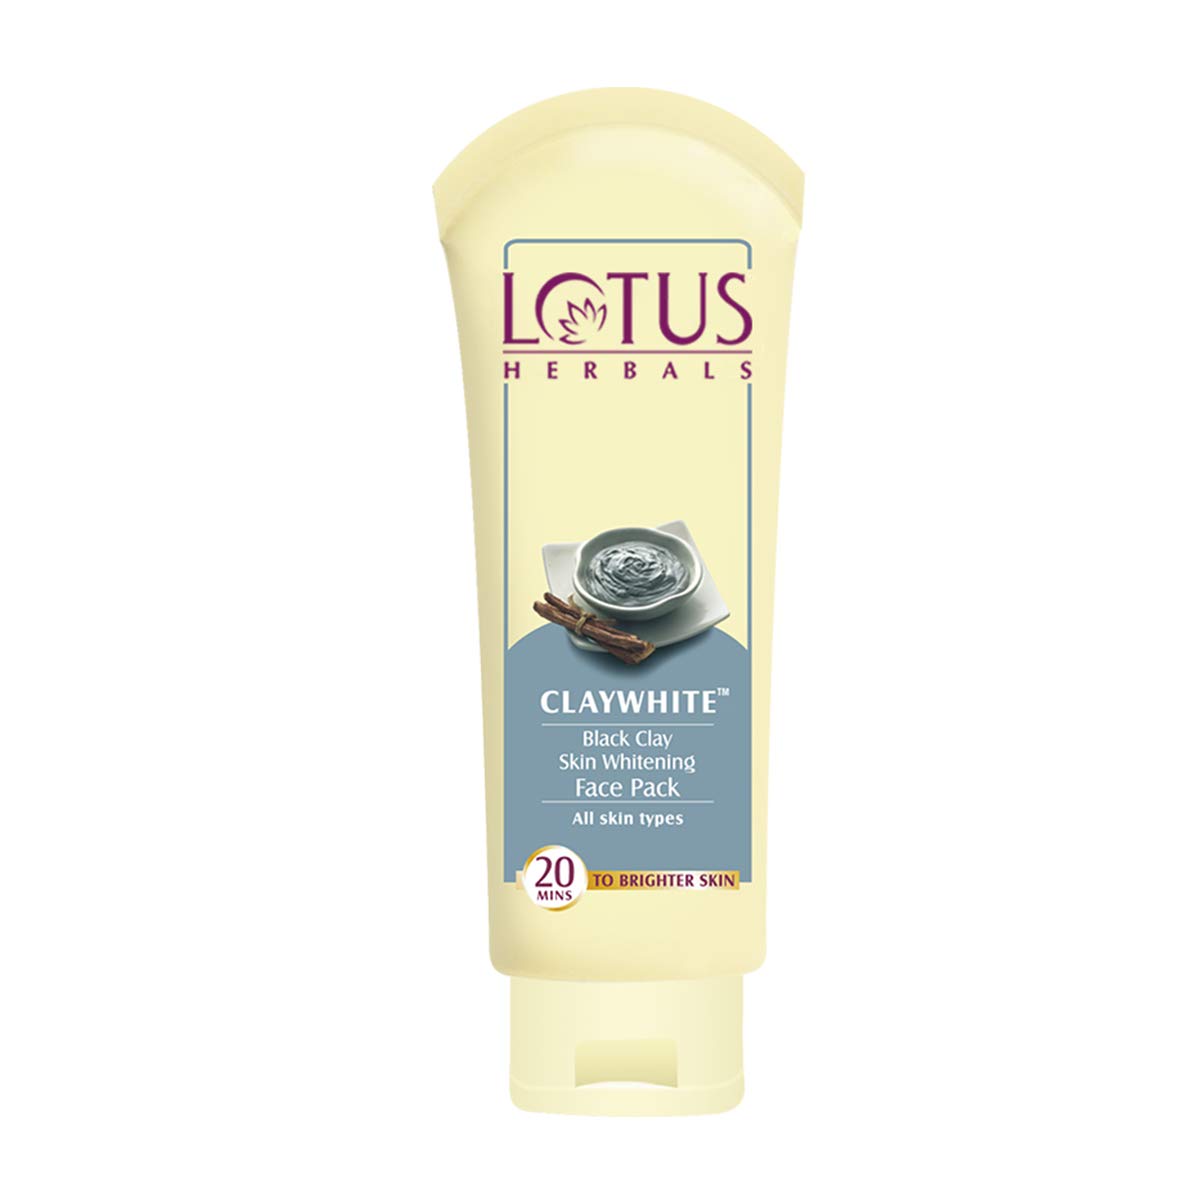 LOTUS
HERBALS
CLAYWHITE™
Black Clay
Skin Whitening
Face Pack
All skin types
20
MINS
TO BRIGHTER SKIN